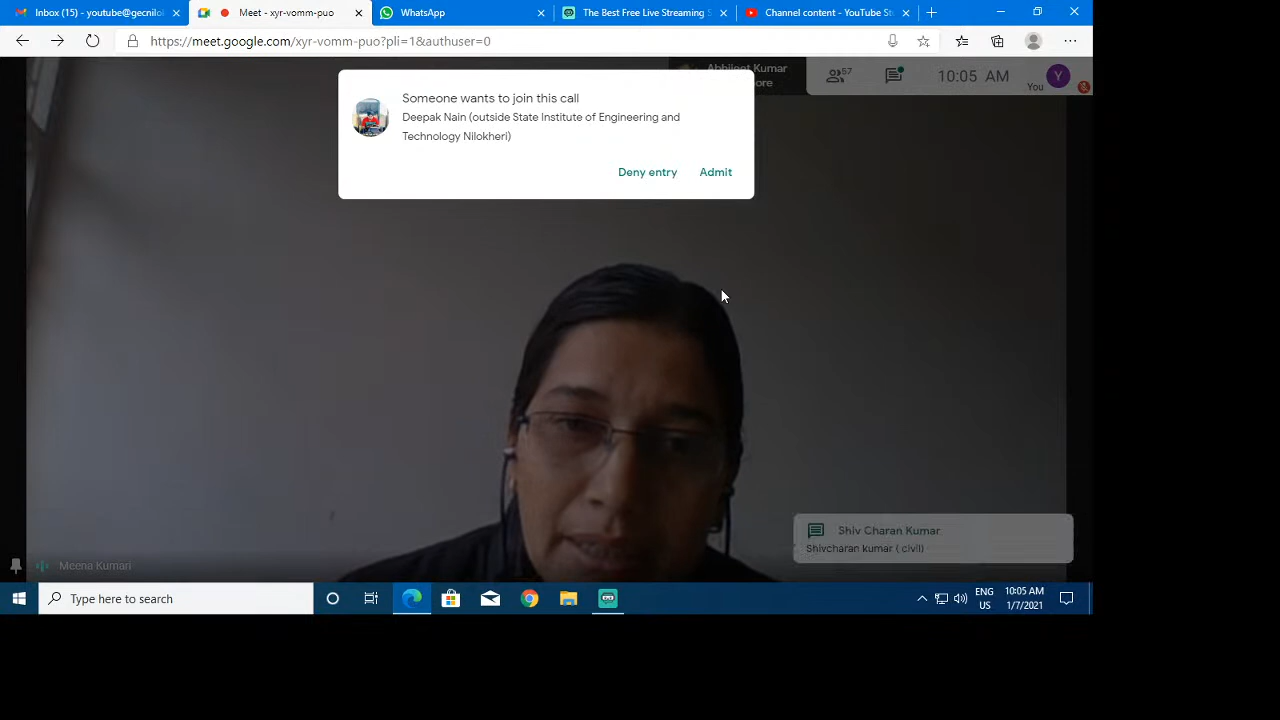 Inbox (15) - youtube@gecnilo
Meet - xyr-vomm-puo
WhatsApp
The Best Free Live Streaming S
Channel content - YouTube St
https://meet.google.com/xyr-vomm-puo?pli=1&authuser=0
Someone wants to join this call
Deepak Nain (outside State Institute of Engineering and
Technology Nilokheri)
Deny entry
Admit
Abhijeet Kumar
ore
57
10:05 AM
Y
You
Shiv Charan Kumar
Shivcharan kumar ( civil)
Meena Kumari
Type here to search
ENG
US
10:05 AM
1/7/2021